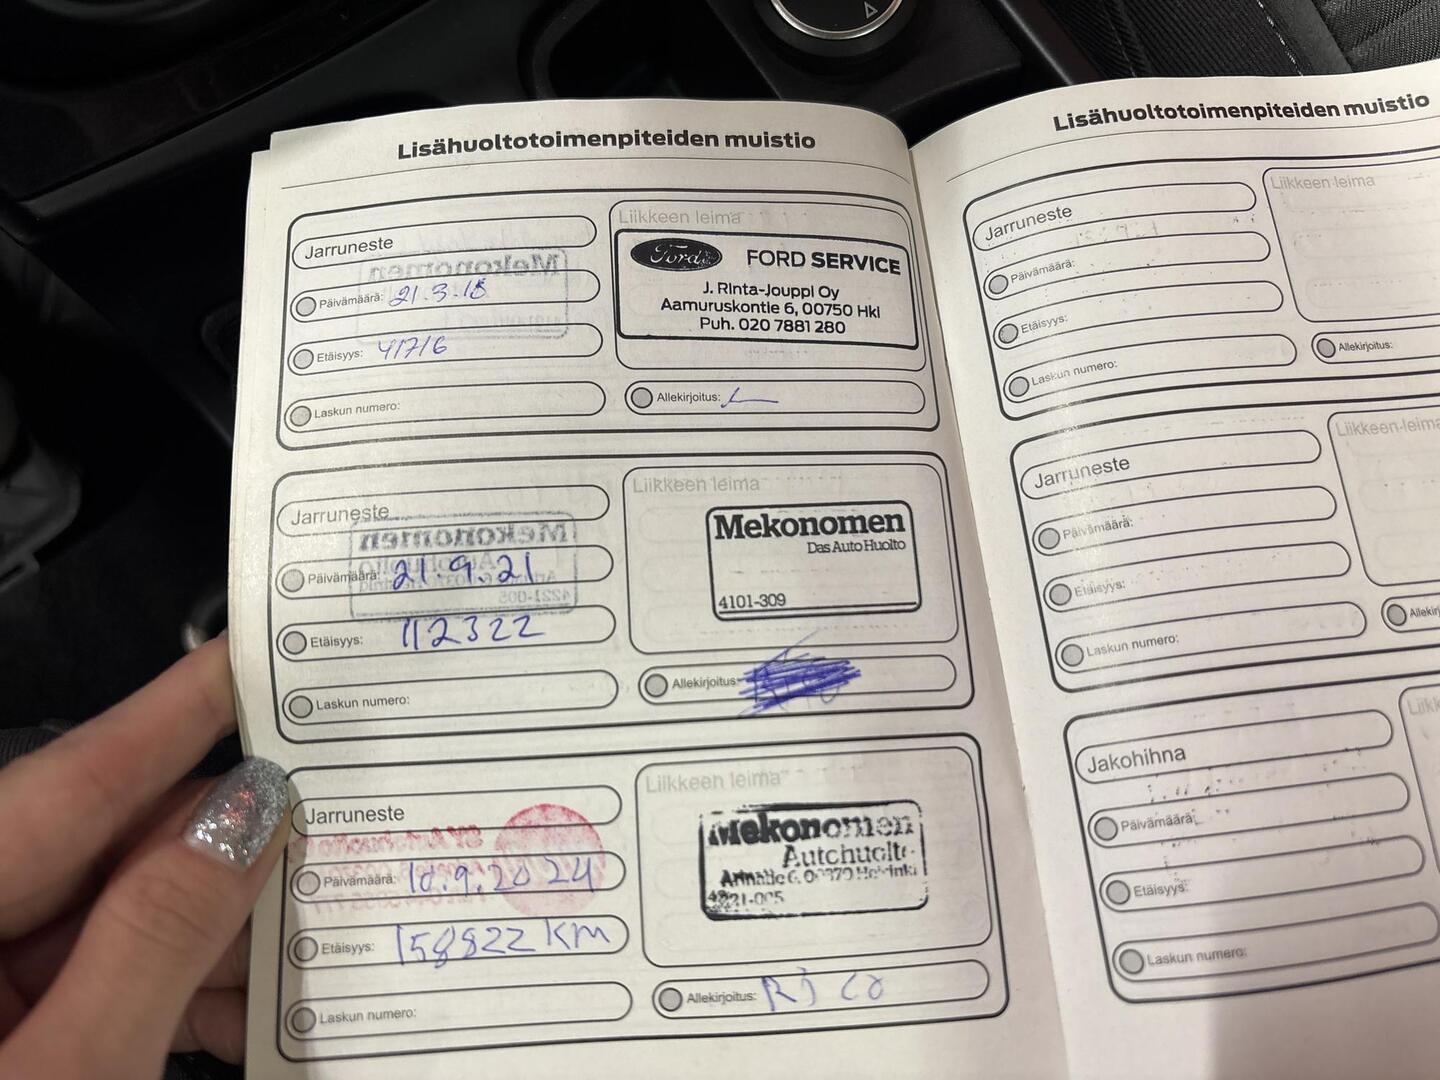 Lisähuoltotoimenpiteiden muistio
Jarruneste
Päivämäärä: 21.3.18
Etäisyys: 41716
Laskun numero:
Liikkeen leima
Ford FORD SERVICE
J. Rinta-Jouppi Oy
Aamuruskontie 6, 00750 Hki
Puh. 020 7881 280
Allekirjoitus:
Jarruneste
Päivämäärä: 21.9.21
Etäisyys: 112322
Laskun numero:
Liikkeen leima
Mekonomen
Das Auto Huolto
4101-309
Allekirjoitus:
Jarruneste
Päivämäärä: 10.9.2024
Etäisyys: 158822 KM
Laskun numero:
Liikkeen leima
Mekonomen
Autohuolto
Helsinki
4221-005
Allekirjoitus:
Lisähuoltotoimenpiteiden muistio
Jarruneste
Päivämäärä:
Etäisyys:
Laskun numero:
Liikkeen leima
Allekirjoitus:
Jarruneste
Päivämäärä:
Etäisyys:
Laskun numero:
Liikkeen leima
Jakohihna
Päivämäärä:
Etäisyys:
Laskun numero: